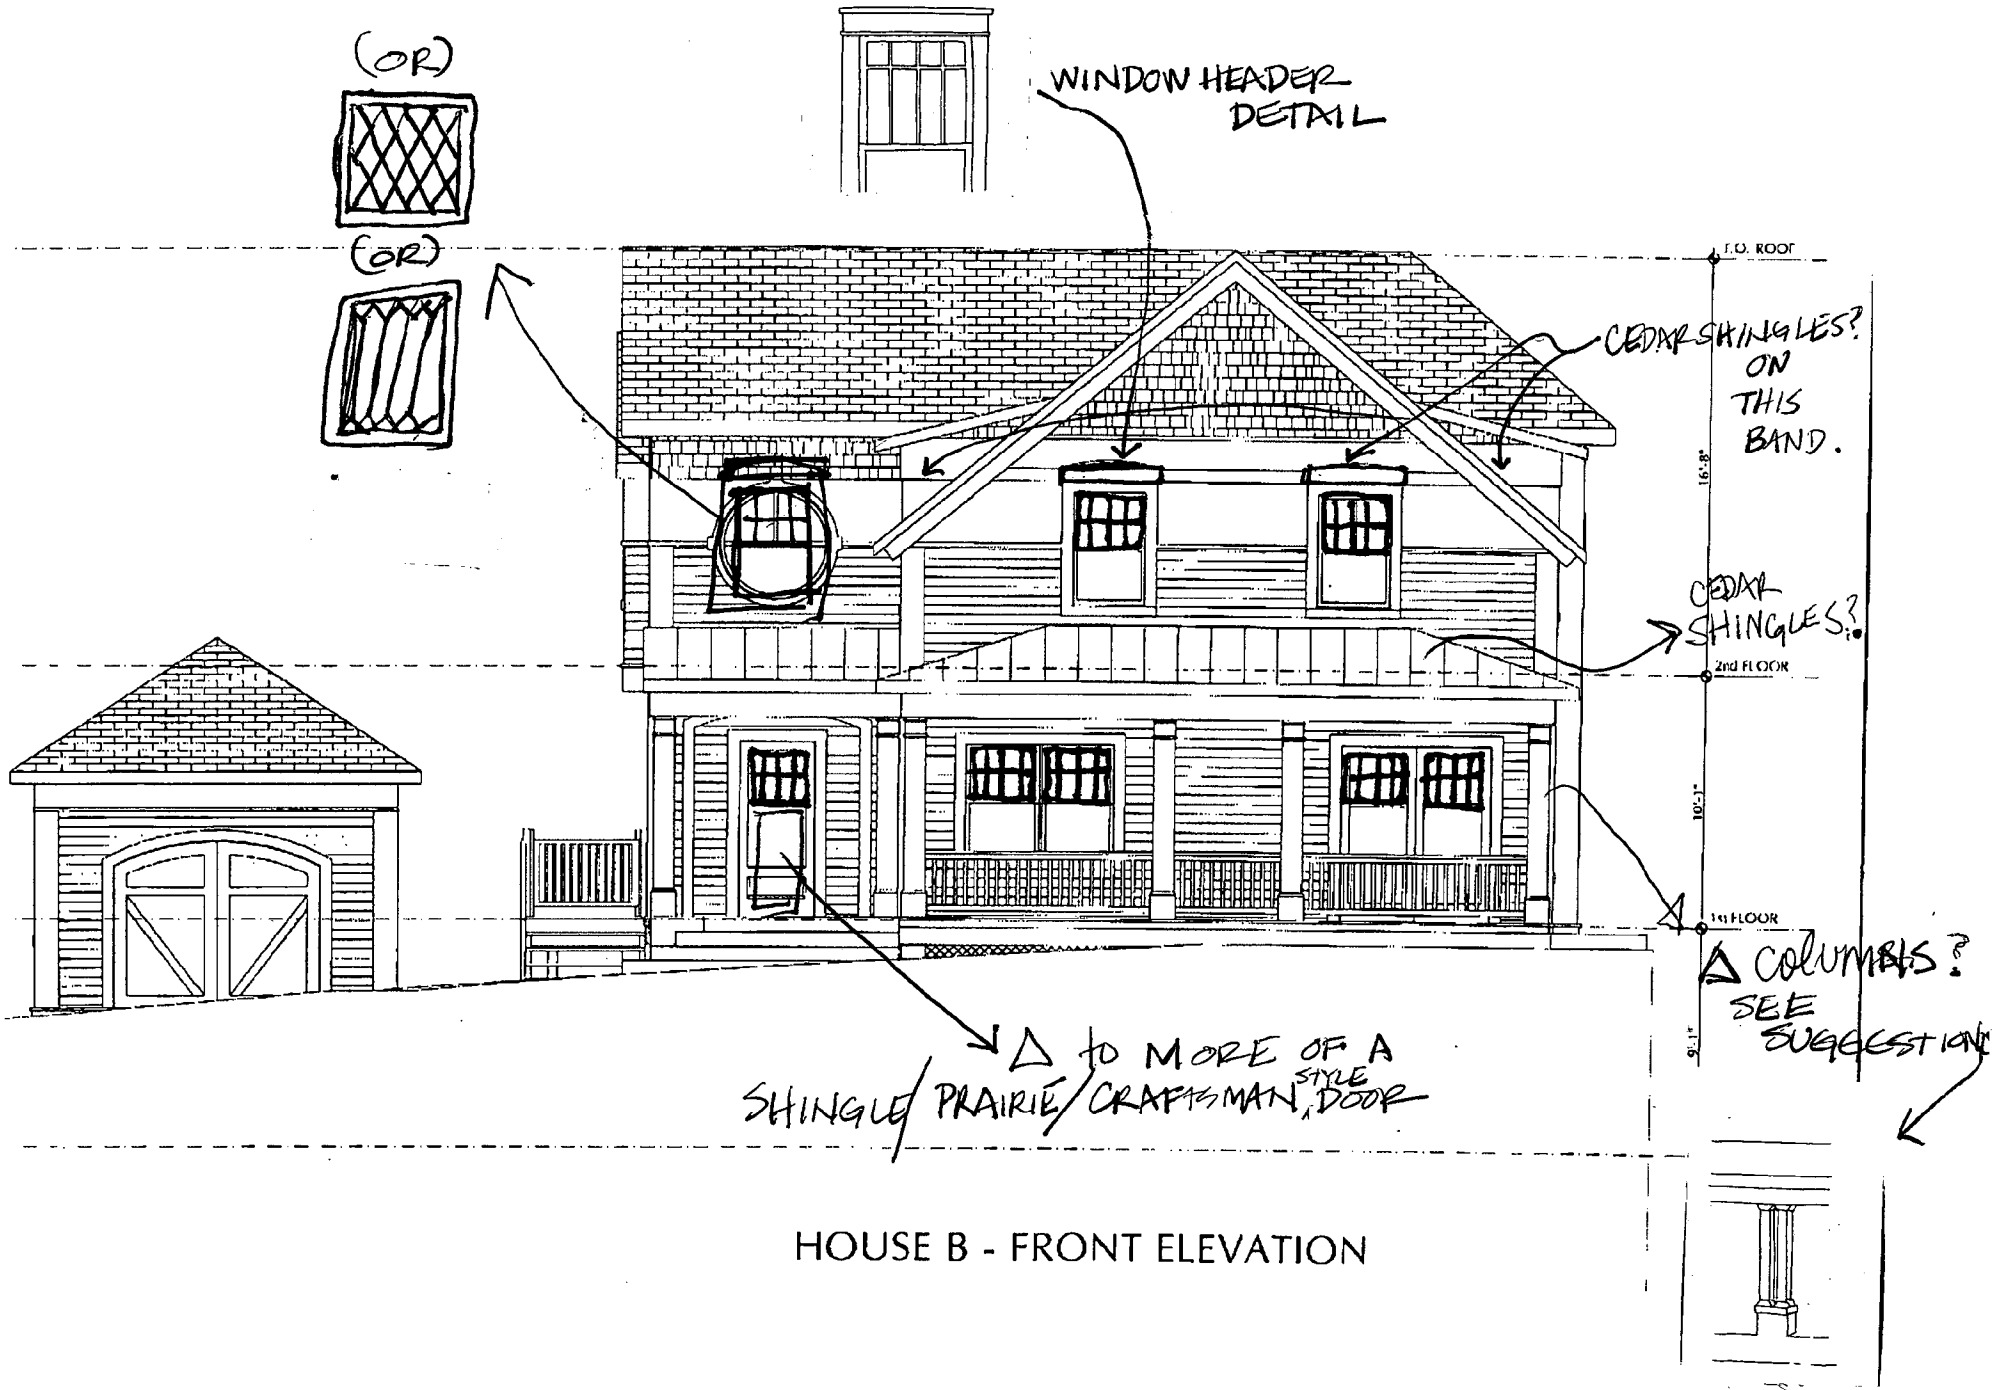 (OR)
(OR)
WINDOW HEADER
DETAIL
T.O. ROOF
CEDAR SHINGLES?
ON
THIS
BAND.
16'-8"
CEDAR
SHINGLES?
2nd FLOOR
10'-1"
1st FLOOR
Δ COLUMNS?
SEE
SUGGESTION
9'-1"
Δ to MORE OF A
SHINGLE/PRAIRIE/CRAFTSMAN STYLE DOOR
HOUSE B - FRONT ELEVATION